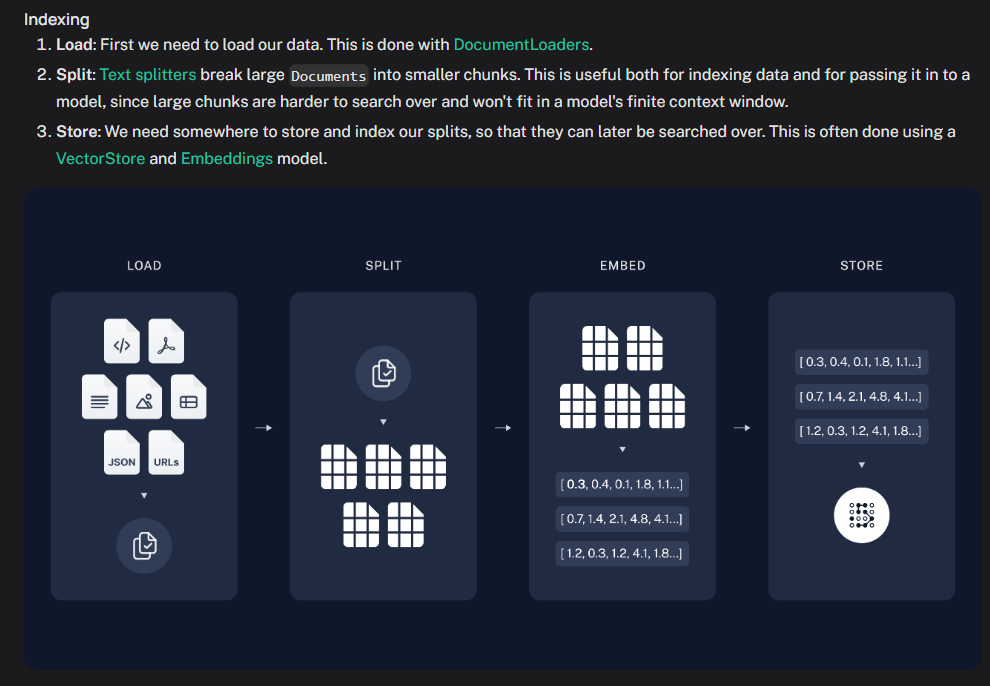 Indexing
1. Load: First we need to load our data. This is done with DocumentLoaders.
2. Split: Text splitters break large Documents into smaller chunks. This is useful both for indexing data and for passing it in to a
model, since large chunks are harder to search over and won't fit in a model's finite context window.
3. Store: We need somewhere to store and index our splits, so that they can later be searched over. This is often done using a
VectorStore and Embeddings model.
LOAD
</>
JSON
URLs
SPLIT
EMBED
[ 0.3, 0.4, 0.1, 1.8, 1.1...]
[ 0.7, 1.4, 2.1, 4.8, 4.1...]
[ 1.2, 0.3, 1.2, 4.1, 1.8...]
STORE
[ 0.3, 0.4, 0.1, 1.8, 1.1...]
[ 0.7, 1.4, 2.1, 4.8, 4.1...]
[ 1.2, 0.3, 1.2, 4.1, 1.8...]